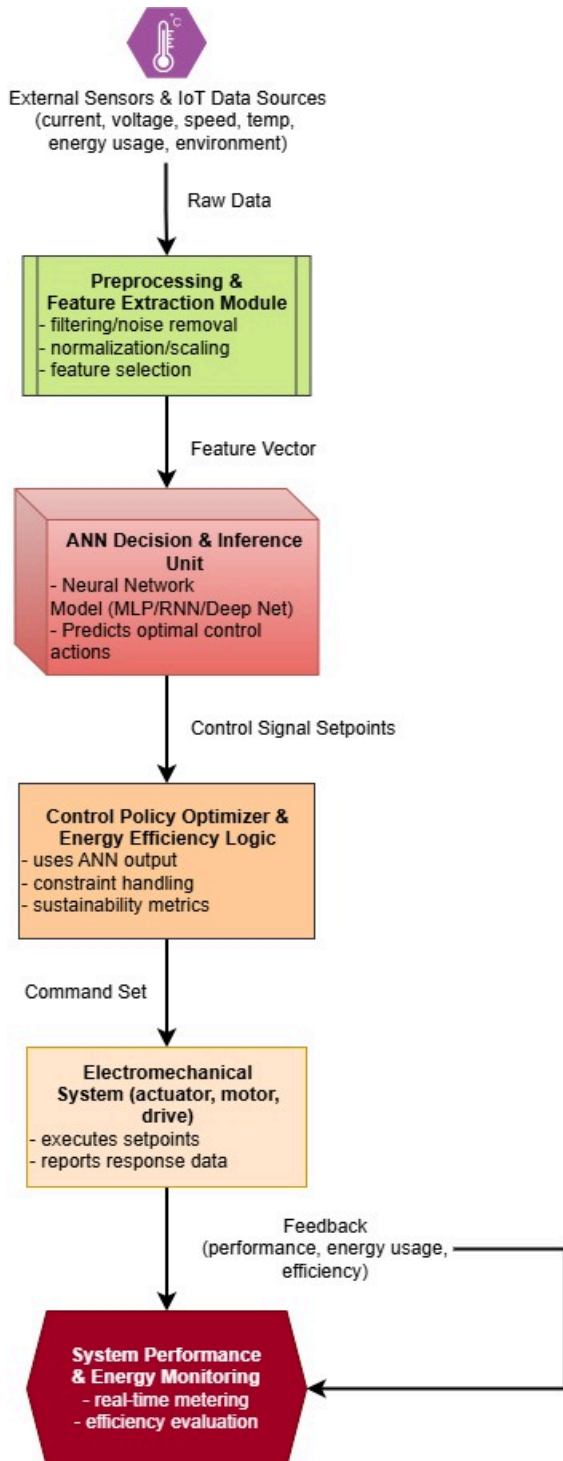 °C
External Sensors & IoT Data Sources
(current, voltage, speed, temp,
energy usage, environment)
Raw Data
Preprocessing &
Feature Extraction Module
- filtering/noise removal
- normalization/scaling
- feature selection
Feature Vector
ANN Decision & Inference
Unit
- Neural Network
Model (MLP/RNN/Deep Net)
- Predicts optimal control
actions
Control Signal Setpoints
Control Policy Optimizer &
Energy Efficiency Logic
- uses ANN output
- constraint handling
- sustainability metrics
Command Set
Electromechanical
System (actuator, motor,
drive)
- executes setpoints
- reports response data
Feedback
(performance, energy usage,
efficiency)
System Performance
& Energy Monitoring
- real-time metering
- efficiency evaluation